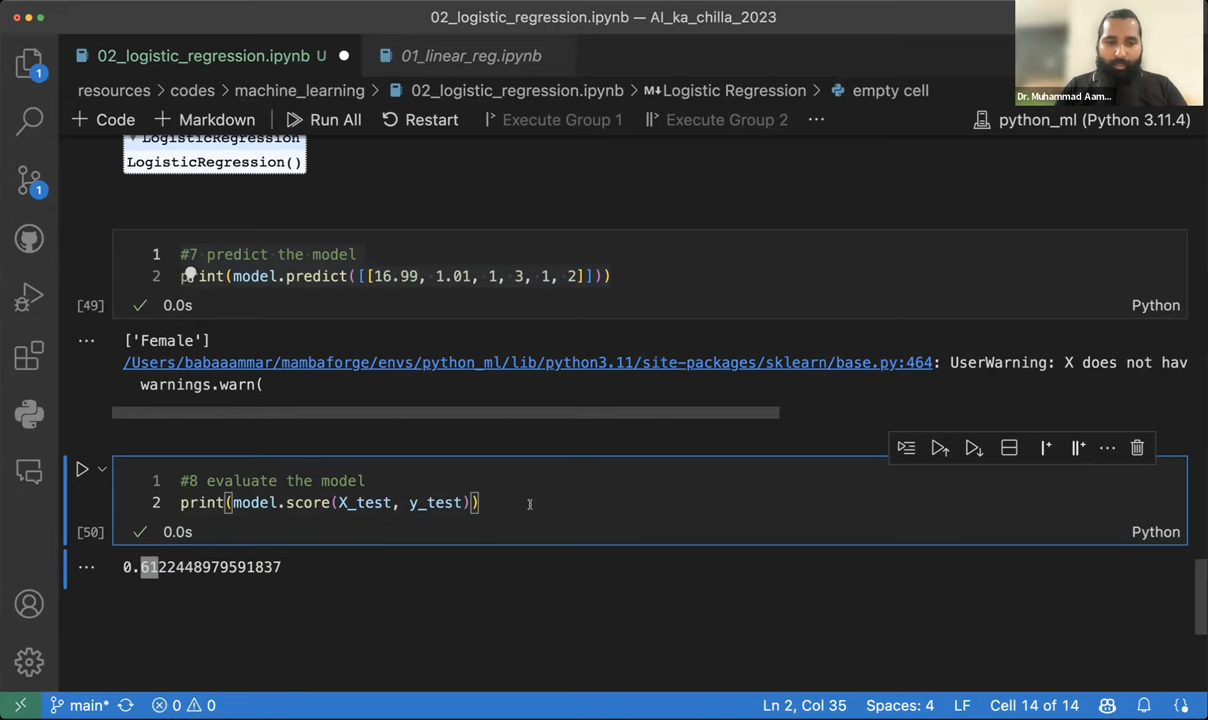 02_logistic_regression.ipynb — AI_ka_chilla_2023
02_logistic_regression.ipynb U
01_linear_reg.ipynb
Dr. Muhammad Aam...
resources > codes > machine_learning > 02_logistic_regression.ipynb > M↓Logistic Regression > empty cell
+ Code + Markdown Run All Restart Execute Group 1 Execute Group 2 ... python_ml (Python 3.11.4)
LogisticRegression
LogisticRegression()
1 #7 predict the model
2 print(model.predict([[16.99, 1.01, 1, 3, 1, 2]]))
[49] ✓ 0.0s Python
... ['Female']
/Users/babaaammar/mambaforge/envs/python_ml/lib/python3.11/site-packages/sklearn/base.py:464: UserWarning: X does not hav
warnings.warn(
1 #8 evaluate the model
2 print(model.score(X_test, y_test))
[50] ✓ 0.0s Python
... 0.6122448979591837
1
1
main* 0 0 Ln 2, Col 35 Spaces: 4 LF Cell 14 of 14